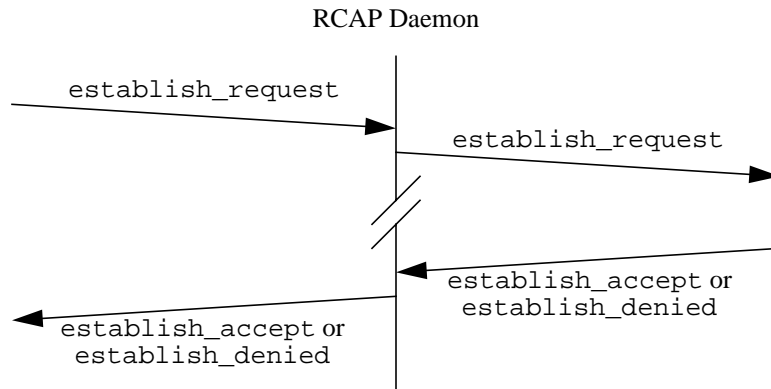 RCAP Daemon
establish_request
establish_request
establish_accept or
establish_denied
establish_accept or
establish_denied